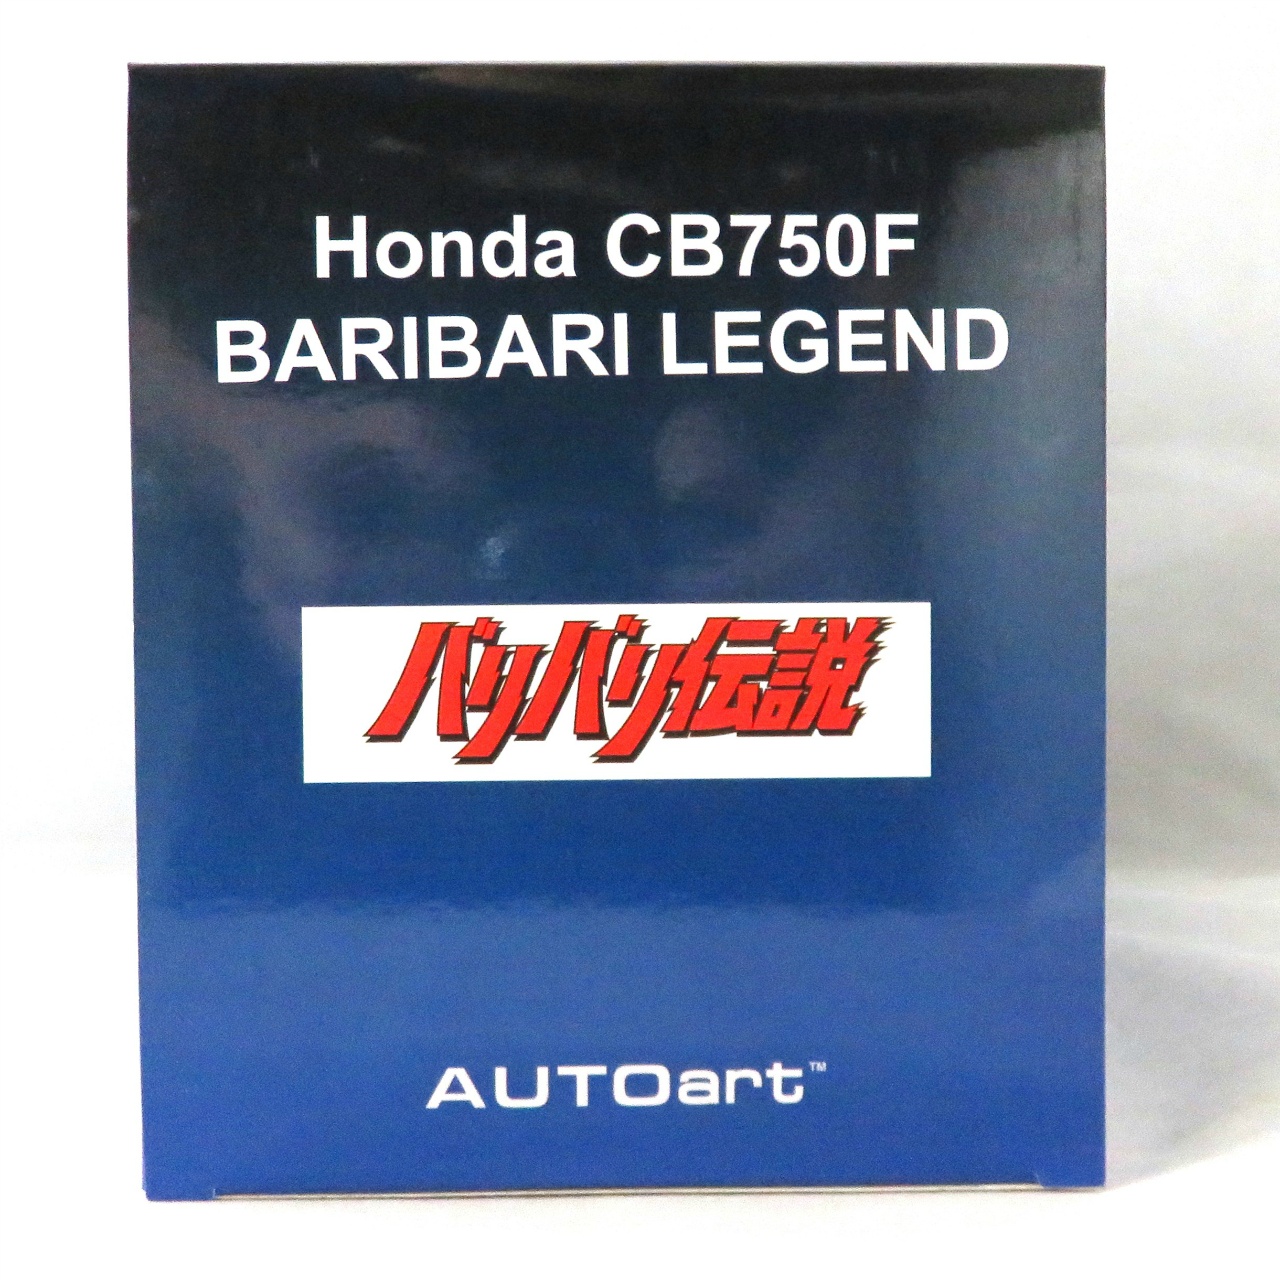 Honda CB750F
BARIBARI LEGEND
バリバリ伝説
AUTOart™